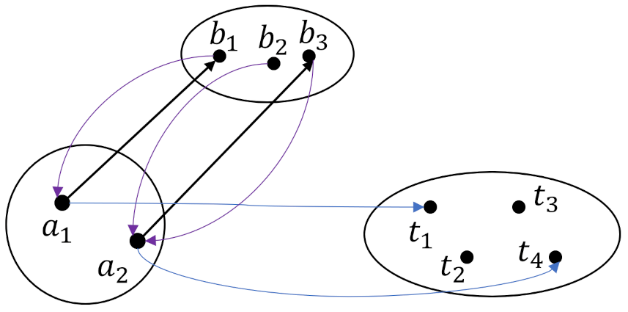 b₁ b₂ b₃
a₁
a₂
t₁
t₂
t₃
t₄